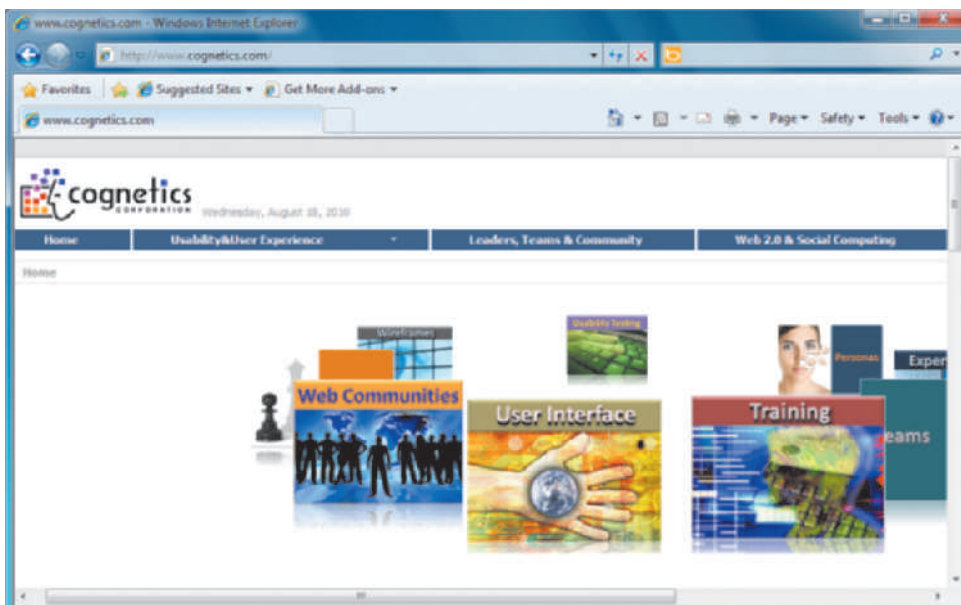 www.cognetics.com - Windows Internet Explorer
http://www.cognetics.com/
Favorites Suggested Sites Get More Add-ons
www.cognetics.com Page Safety Tools
cognetics
CORPORATION Wednesday, August 18, 2010
Home Usability&User Experience Leaders, Teams & Community Web 2.0 & Social Computing
Home
Wireframes Usability Testing
Personas Exper
Web Communities User Interface Training
eams